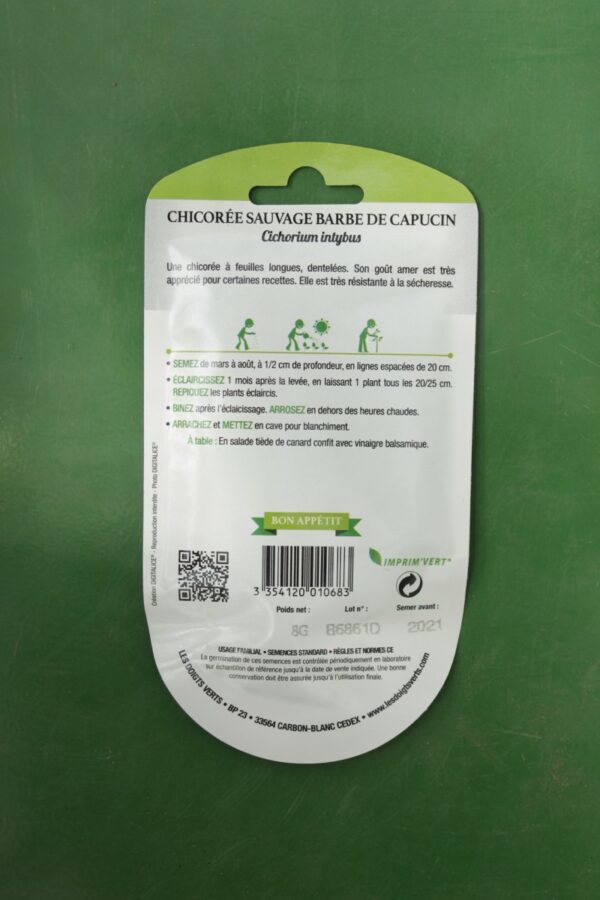 CHICORÉE SAUVAGE BARBE DE CAPUCIN
Cichorium intybus
Une chicorée à feuilles longues, dentelées. Son goût amer est très
apprécié pour certaines recettes. Elle est très résistante à la sécheresse.
• SEMEZ de mars à août, à 1/2 cm de profondeur, en lignes espacées de 20 cm.
• ÉCLAIRCISSEZ 1 mois après la levée, en laissant 1 plant tous les 20/25 cm.
REPIQUEZ les plants éclaircis.
• BINEZ après l'éclaicissage. ARROSEZ en dehors des heures chaudes.
• ARRACHEZ et METTEZ en cave pour blanchiment.
À table : En salade tiède de canard confit avec vinaigre balsamique.
Création DIGITALICE® - Reproduction interdite - Photo DIGITALICE®
BON APPÉTIT
IMPRIM'VERT®
3 354120 010683
Poids net : Lot n° : Semer avant :
8G B6861D 2021
USAGE FAMILIAL • SEMENCES STANDARD • RÈGLES ET NORMES CE
La germination de ces semences est contrôlée périodiquement en laboratoire
sur échantillon de référence jusqu'à la date de vente indiquée. Une bonne
conservation doit être assurée jusqu'à l'utilisation finale.
LES DOIGTS VERTS • BP 23 • 33564 CARBON-BLANC CEDEX • www.lesdoigtsverts.com